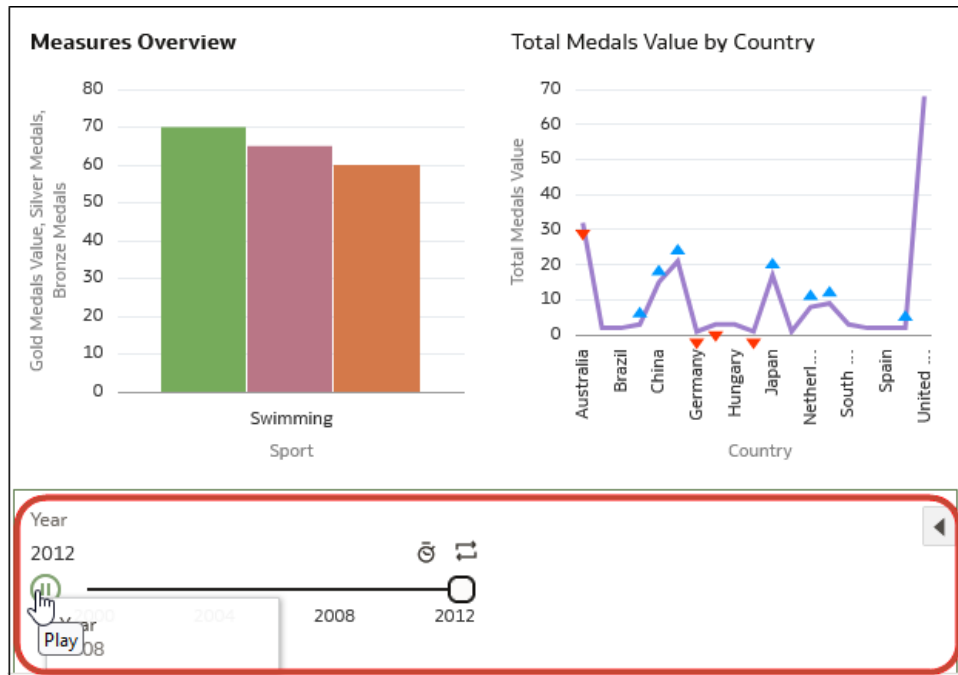 Measures Overview
80
70
60
50
40
30
20
10
0
Gold Medals Value, Silver Medals,
Bronze Medals
Swimming
Sport
Total Medals Value by Country
70
60
50
40
30
20
10
0
Total Medals Value
Australia
Brazil
China
Germany
Hungary
Japan
Netherl...
South ...
Spain
United ...
Country
Year
2012
2000 2004 2008 2012
Play